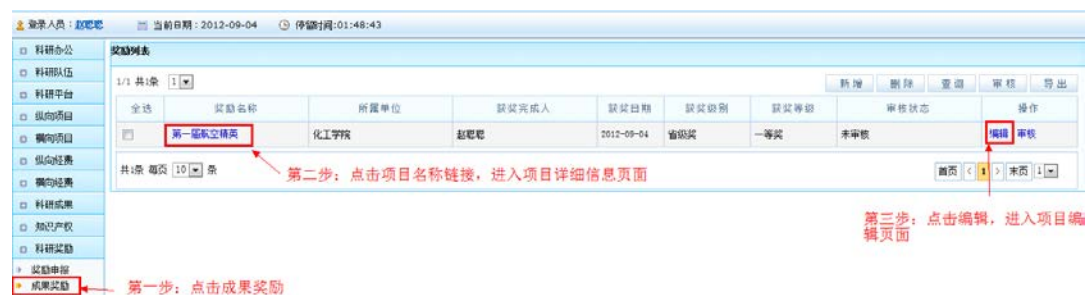 登录人员：赵聪聪 当前日期：2012-09-04 停留时间:01:48:43
科研办公
科研队伍
科研平台
纵向项目
横向项目
纵向经费
横向经费
科研成果
知识产权
科研奖励
奖励申报
成果奖励
奖励列表
1/1 共1条 1
新增 删除 查询 审核 导出
全选 奖励名称 所属单位 获奖完成人 获奖日期 获奖级别 获奖等级 审核状态 操作
第一届航空精英 化工学院 赵聪聪 2012-09-04 省级奖 一等奖 未审核 编辑 审核
共1条 每页 10 条
首页 < 1 > 末页 1
第二步：点击项目名称链接，进入项目详细信息页面
第三步：点击编辑，进入项目编
辑页面
第一步：点击成果奖励